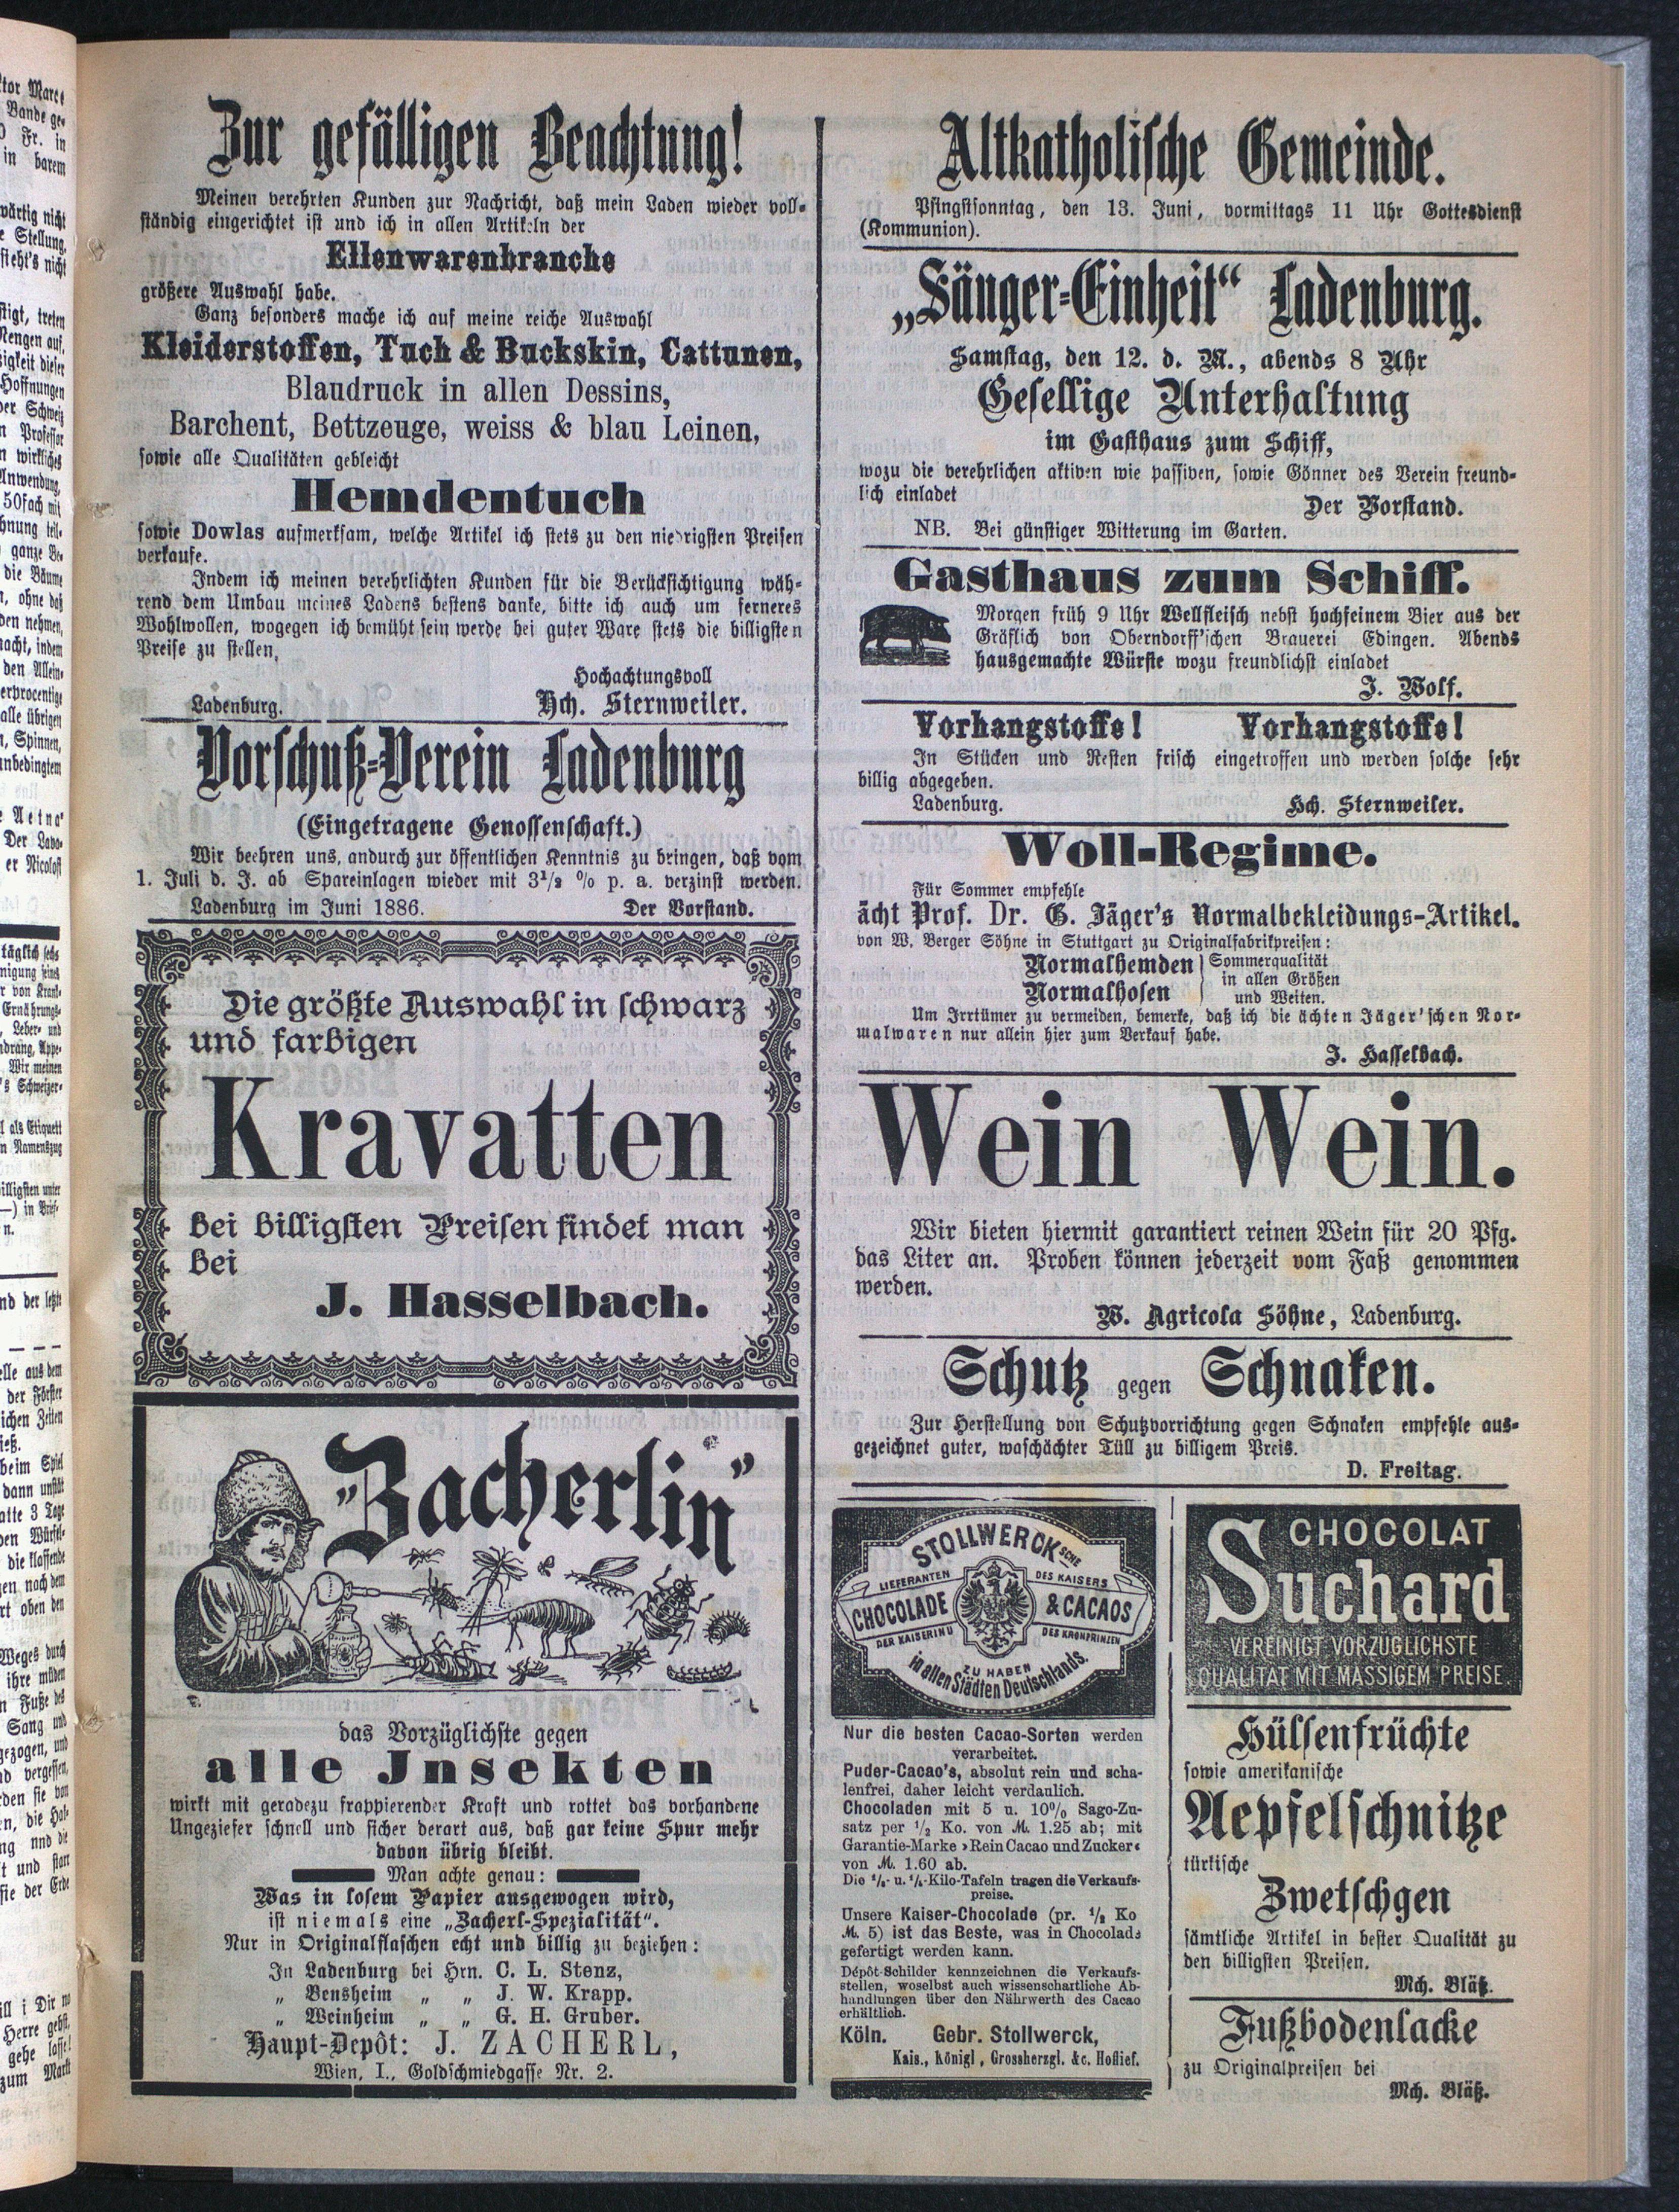 Zur gefälligen Beachtung!
Meinen verehrten Kunden zur Nachricht, daß mein Laden wieder voll-
ständig eingerichtet ist und ich in allen Artikeln der
Ellenwarenbranche
größere Auswahl habe.
Ganz besonders mache ich auf meine reiche Auswahl
Kleiderstoffen, Tuch & Buckskin, Cattunen,
Blaudruck in allen Dessins,
Barchent, Bettzeuge, weiss & blau Leinen,
sowie alle Qualitäten gebleicht
Hemdentuch
sowie Dowlas aufmerksam, welche Artikel ich stets zu den niedrigsten Preisen
verkaufe.
Indem ich meinen verehrlichten Kunden für die Berücksichtigung wäh-
rend dem Umbau meines Ladens bestens danke, bitte ich auch um ferneres
Wohlwollen, wogegen ich bemüht sein werde bei guter Ware stets die billigsten
Preise zu stellen,
Hochachtungsvoll
Ladenburg. Hch. Sternweiler.
Vorschuß-Verein Ladenburg
(Eingetragene Genossenschaft.)
Wir beehren uns, andurch zur öffentlichen Kenntnis zu bringen, daß vom
1. Juli d. J. ab Spareinlagen wieder mit 3 1/2 % p. a. verzinst werden.
Ladenburg im Juni 1886. Der Vorstand.
Die größte Auswahl in schwarz
und farbigen
Kravatten
bei billigsten Preisen findet man
bei
J. Hasselbach.
„Zacherlin"
das Vorzüglichste gegen
alle Insekten
wirkt mit geradezu frappierender Kraft und rottet das vorhandene
Ungeziefer schnell und sicher derart aus, daß gar keine Spur mehr
davon übrig bleibt.
Man achte genau:
Was in losem Papier ausgewogen wird,
ist niemals eine „Zacherl-Spezialität".
Nur in Originalflaschen echt und billig zu beziehen:
In Ladenburg bei Hrn. C. L. Stenz,
„ Bensheim „ „ J. W. Krapp.
„ Weinheim „ „ G. H. Gruber.
Haupt-Depôt: J. ZACHERL,
Wien, I., Goldschmiedgasse Nr. 2.
Altkatholische Gemeinde.
Pfingstsonntag, den 13. Juni, vormittags 11 Uhr Gottesdienst
(Kommunion).
„Sänger-Einheit“ Ladenburg.
Samstag, den 12. d. M., abends 8 Uhr
Gesellige Unterhaltung
im Gasthaus zum Schiff,
wozu die verehrlichen aktiven wie passiven, sowie Gönner des Verein freund-
lich einladet Der Vorstand.
NB. Bei günstiger Witterung im Garten.
Gasthaus zum Schiff.
Morgen früh 9 Uhr Wellfleisch nebst hochfeinem Bier aus der
Gräflich von Oberndorff'schen Brauerei Edingen. Abends
hausgemachte Würste wozu freundlichst einladet
J. Wolf.
Vorhangstoffe! Vorhangstoffe!
In Stücken und Resten frisch eingetroffen und werden solche sehr
billig abgegeben.
Ladenburg. Hch. Sternweiler.
Woll-Regime.
Für Sommer empfehle
ächt Prof. Dr. G. Jäger's Normalbekleidungs-Artikel.
von W. Berger Söhne in Stuttgart zu Originalfabrikpreisen:
Normalhemden } Sommerqualität
in allen Größen
Normalhosen und Weiten.
Um Irrtümer zu vermeiden, bemerke, daß ich die ächten Jäger'schen Nor-
malwaren nur allein hier zum Verkauf habe.
J. Hasselbach.
Wein Wein.
Wir bieten hiermit garantiert reinen Wein für 20 Pfg.
das Liter an. Proben können jederzeit vom Faß genommen
werden.
W. Agricola Söhne, Ladenburg.
Schutz gegen Schnaken.
Zur Herstellung von Schutzvorrichtung gegen Schnaken empfehle aus-
gezeichnet guter, waschächter Tüll zu billigem Preis.
D. Freitag.
STOLLWERCK'SCHE
LIEFERANTEN DES KAISERS
CHOCOLADE & CACAOS
DER KAISERIN U DES KRONPRINZEN
ZU HABEN
in allen Städten Deutschlands.
Nur die besten Cacao-Sorten werden
verarbeitet.
Puder-Cacao's, absolut rein und scha-
lenfrei, daher leicht verdaulich.
Chocoladen mit 5 u. 10% Sago-Zu-
satz per 1/2 Ko. von M. 1.25 ab; mit
Garantie-Marke »Rein Cacao und Zucker«
von M. 1.60 ab.
Die 1/2- u. 1/4-Kilo-Tafeln tragen die Verkaufs-
preise.
Unsere Kaiser-Chocolade (pr. 1/2 Ko
M. 5) ist das Beste, was in Chocolade
gefertigt werden kann.
Dépôt-Schilder kennzeichnen die Verkaufs-
stellen, woselbst auch wissenschaftliche Ab-
handlungen über den Nährwerth des Cacao
erhältlich.
Köln. Gebr. Stollwerck,
Kais., Königl., Grossherzgl. &c. Hoflief.
CHOCOLAT
Suchard
VEREINIGT VORZÜGLICHSTE
QUALITÄT MIT MÄSSIGEM PREISE.
Hülsenfrüchte
sowie amerikanische
Aepfelschnitze
türkische
Zwetschgen
sämtliche Artikel in bester Qualität zu
den billigsten Preisen.
Mch. Bläß.
Fußbodenlacke
zu Originalpreisen bei
Mch. Bläß.